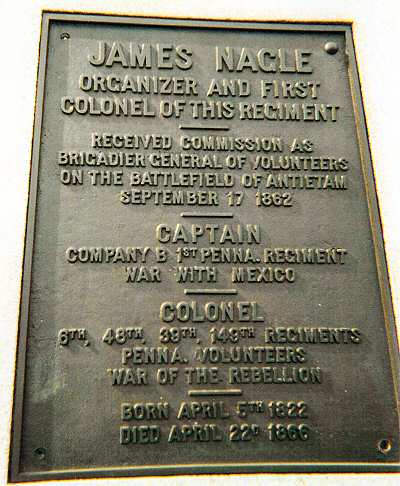 JAMES NAGLE
ORGANIZER AND FIRST
COLONEL OF THIS REGIMENT
RECEIVED COMMISSION AS
BRIGADIER GENERAL OF VOLUNTEERS
ON THE BATTLEFIELD OF ANTIETAM
SEPTEMBER 17 1862
CAPTAIN
COMPANY B 1ST PENNA. REGIMENT
WAR WITH MEXICO
COLONEL
6TH, 48TH, 39TH, 149TH REGIMENTS
PENNA. VOLUNTEERS
WAR OF THE REBELLION
BORN APRIL 5TH 1822
DIED APRIL 22D 1866